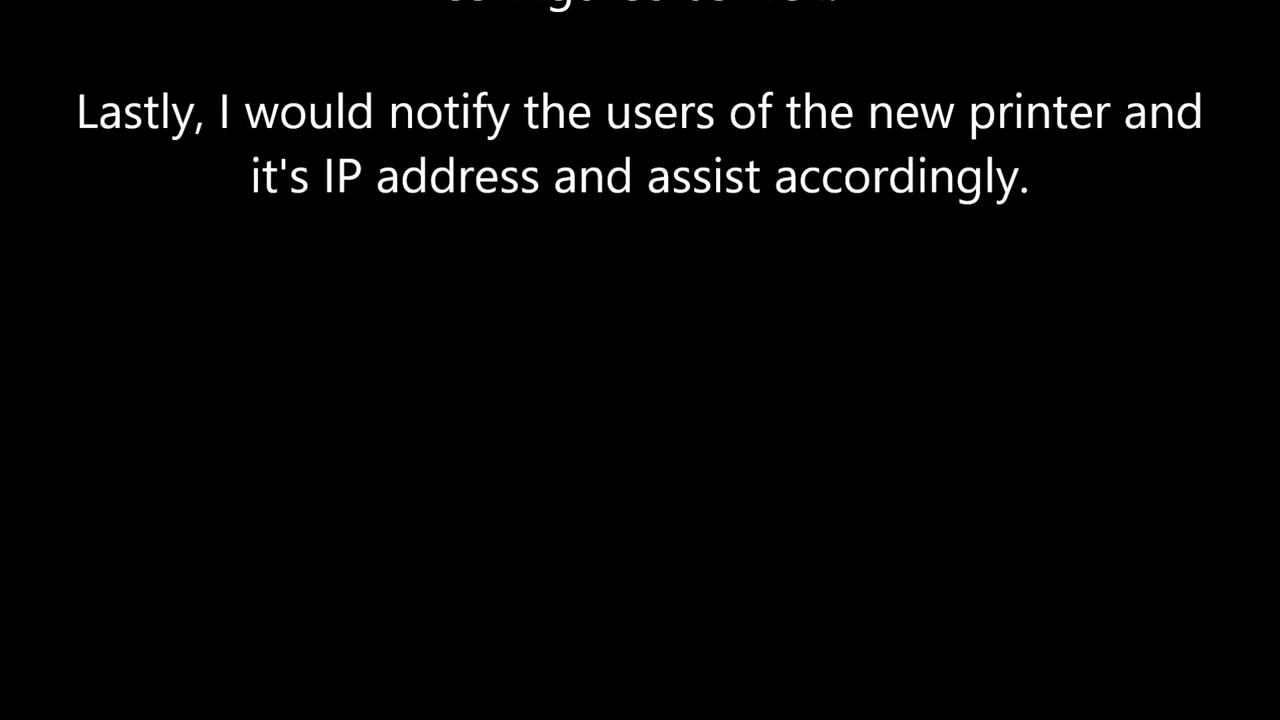 Lastly, I would notify the users of the new printer and
it's IP address and assist accordingly.